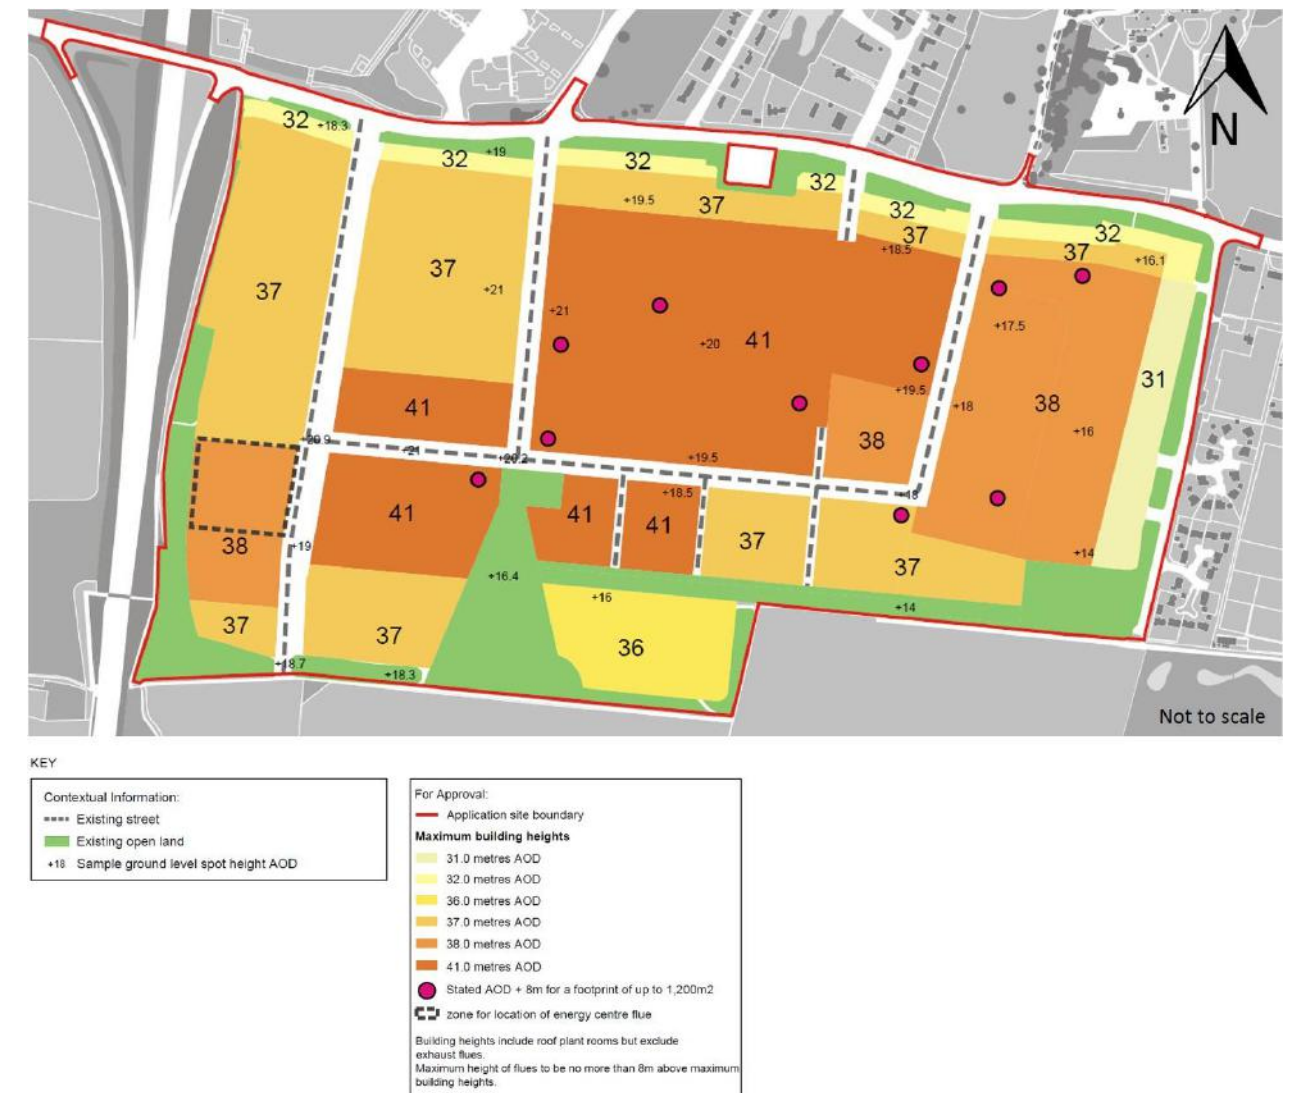 N
32 +18.3
32 +19
32
32
+19.5 37
32
37
+18.5
32
37
+16.1
37
37
+21
+21
+20
41
+17.5
31
41
+19.5
38
+18
38
+16
+20.9
+21
+20.2
+19.5
41
41
+18.5
41
37
+18
37
+14
38
+19
+16.4
+16
+14
37
37
36
+18.7
+18.3
Not to scale
KEY
Contextual Information:
Existing street
Existing open land
+18 Sample ground level spot height AOD
For Approval:
Application site boundary
Maximum building heights
31.0 metres AOD
32.0 metres AOD
36.0 metres AOD
37.0 metres AOD
38.0 metres AOD
41.0 metres AOD
Stated AOD + 8m for a footprint of up to 1,200m2
zone for location of energy centre flue
Building heights include roof plant rooms but exclude
exhaust flues.
Maximum height of flues to be no more than 8m above maximum
building heights.